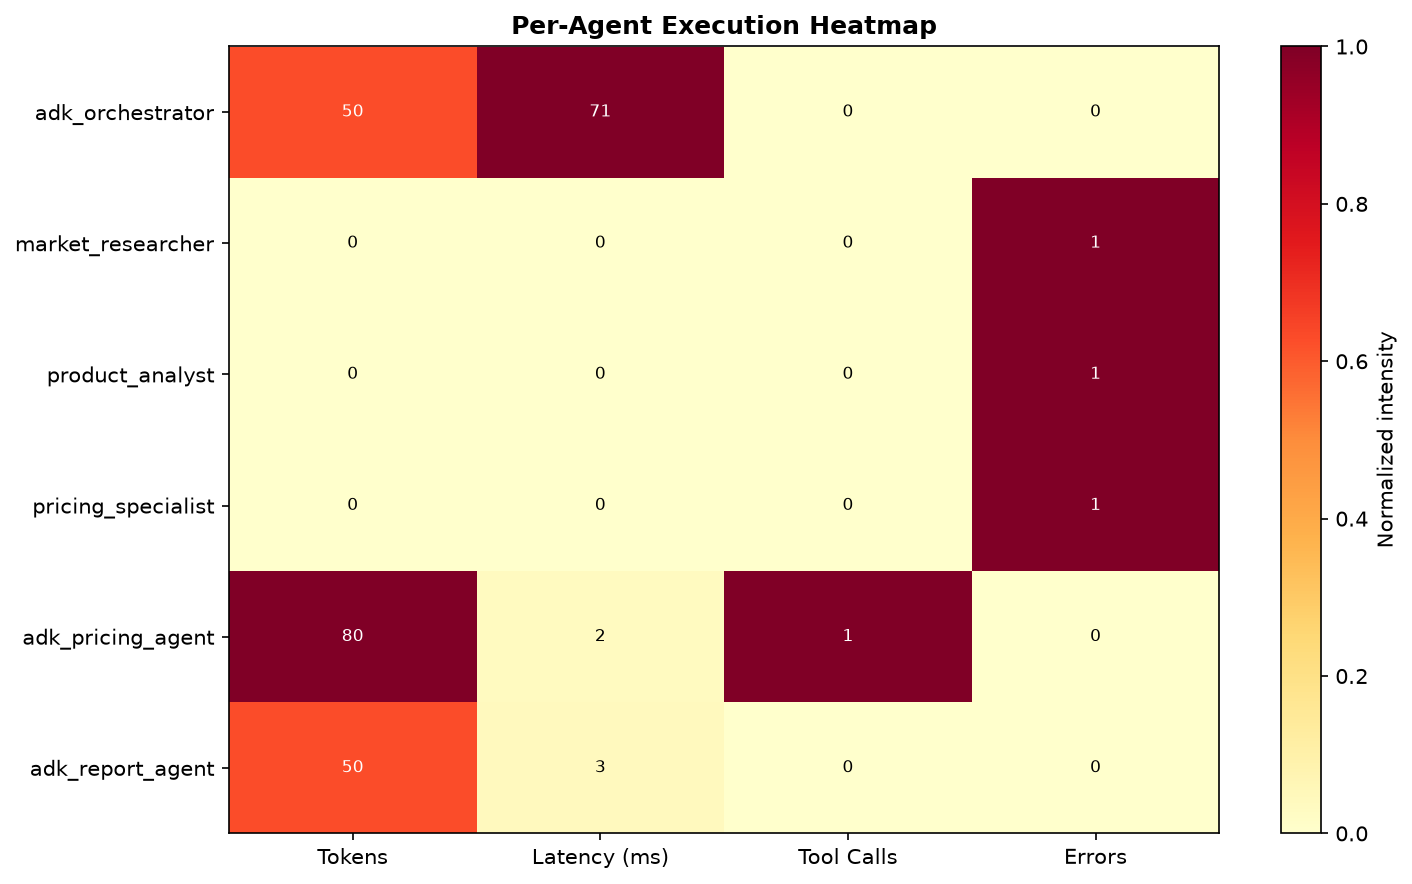 Per-Agent Execution Heatmap
adk_orchestrator 50 71 0 0
market_researcher 0 0 0 1
product_analyst 0 0 0 1
pricing_specialist 0 0 0 1
adk_pricing_agent 80 2 1 0
adk_report_agent 50 3 0 0
Tokens Latency (ms) Tool Calls Errors
1.0
0.8
0.6
0.4
0.2
0.0
Normalized intensity